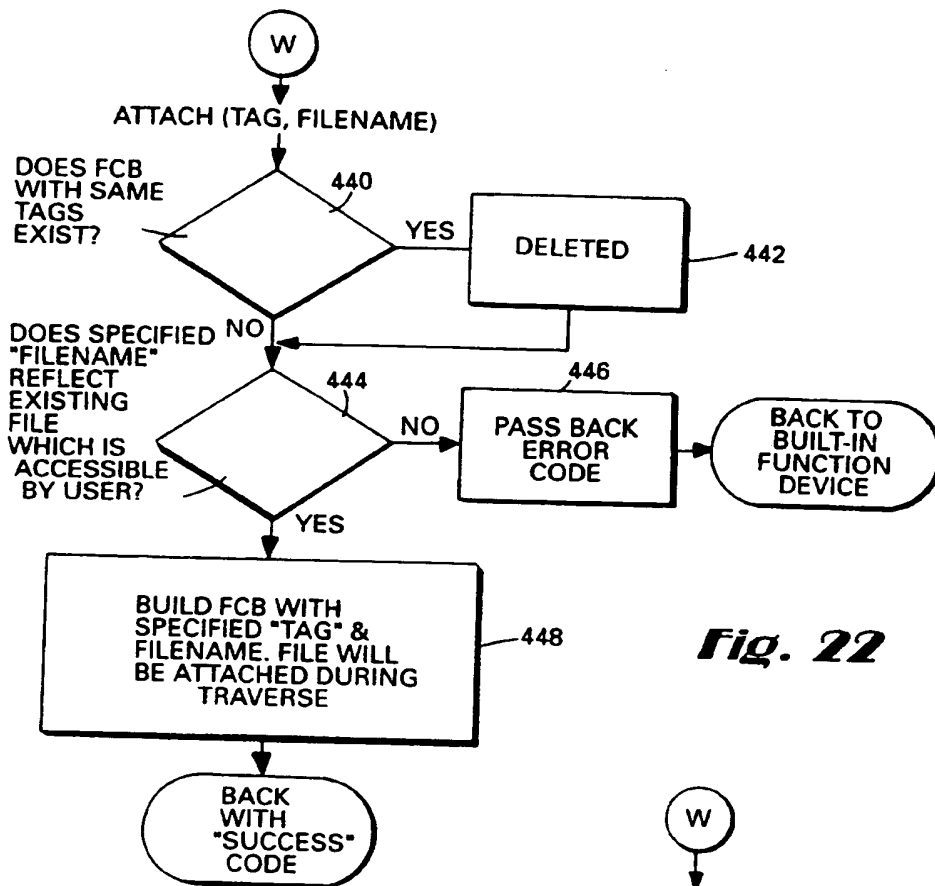 W
ATTACH (TAG, FILENAME)
DOES FCB
WITH SAME
TAGS
EXIST?
440
YES
DELETED
442
NO
DOES SPECIFIED
"FILENAME"
REFLECT
EXISTING
FILE
WHICH IS
ACCESSIBLE
BY USER?
444
NO
446
PASS BACK
ERROR
CODE
BACK TO
BUILT-IN
FUNCTION
DEVICE
YES
BUILD FCB WITH
SPECIFIED "TAG" &
FILENAME. FILE WILL
BE ATTACHED DURING
TRAVERSE
448
Fig. 22
BACK
WITH
"SUCCESS"
CODE
W